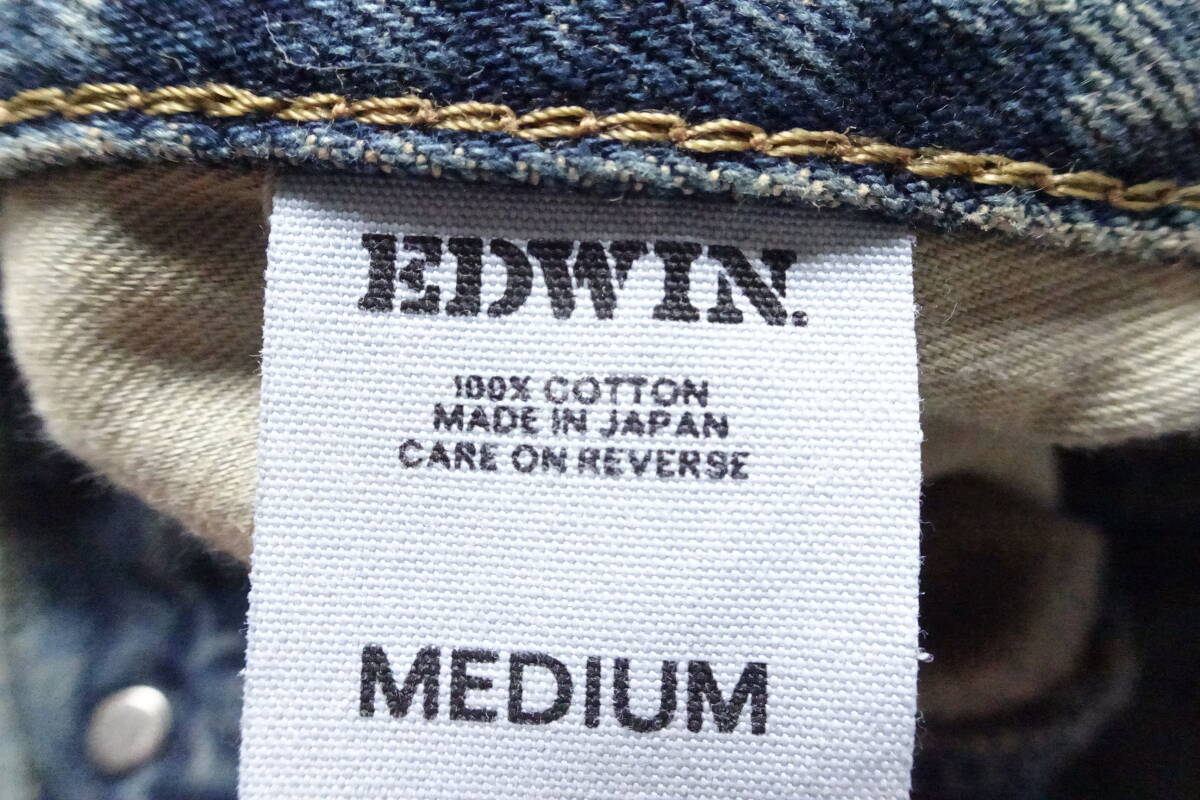 EDWIN.
100% COTTON
MADE IN JAPAN
CARE ON REVERSE
MEDIUM